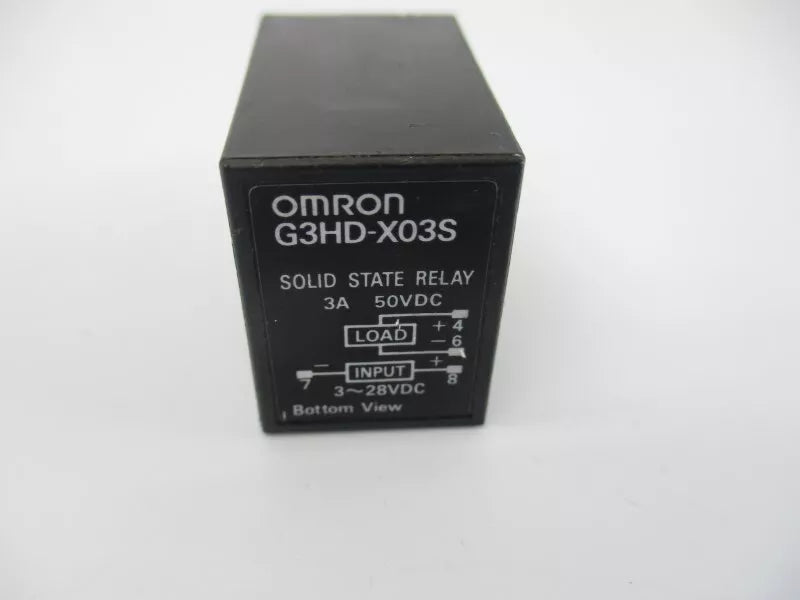 OMRON
G3HD-X03S
SOLID STATE RELAY
3A 50VDC
LOAD + 4
- 6
- INPUT +
7 3~28VDC 8
Bottom View